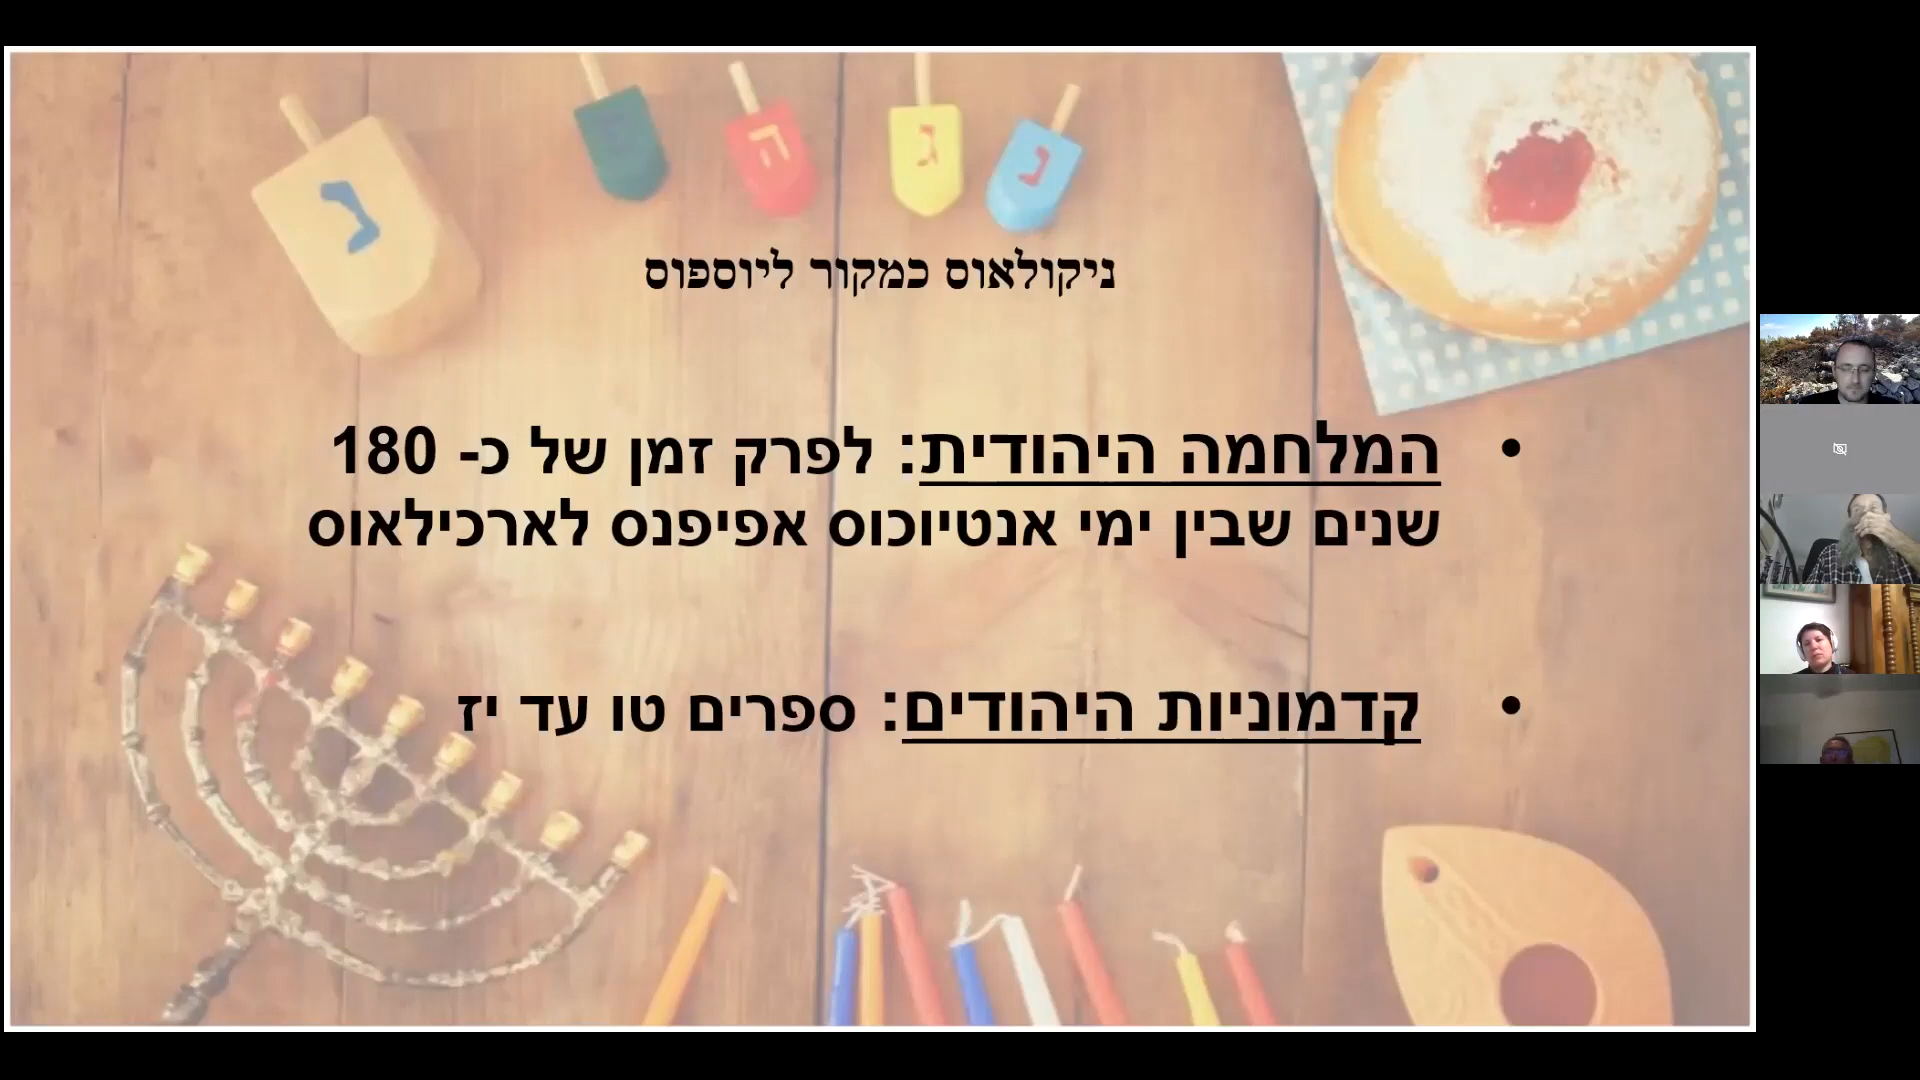 נ
ה
נ
נ
ניקולאוס כמקור ליוספוס
• המלחמה היהודית: לפרק זמן של כ- 180
שנים שבין ימי אנטיוכוס אפיפנס לארכילאוס
• קדמוניות היהודים: ספרים טו עד יז